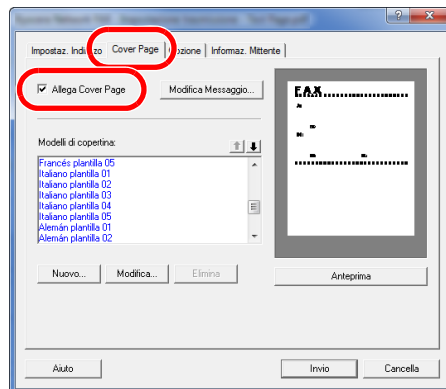 Impostaz. Indirizzo Cover Page Opzione Informaz. Mittente
Allega Cover Page Modifica Messaggio...
FAX
Modelli di copertina:
Francés plantilla 05
Italiano plantilla 01
Italiano plantilla 02
Italiano plantilla 03
Italiano plantilla 04
Italiano plantilla 05
Alemán plantilla 01
Alemán plantilla 02
Nuovo... Modifica... Elimina Anteprima
Aiuto Invio Cancella